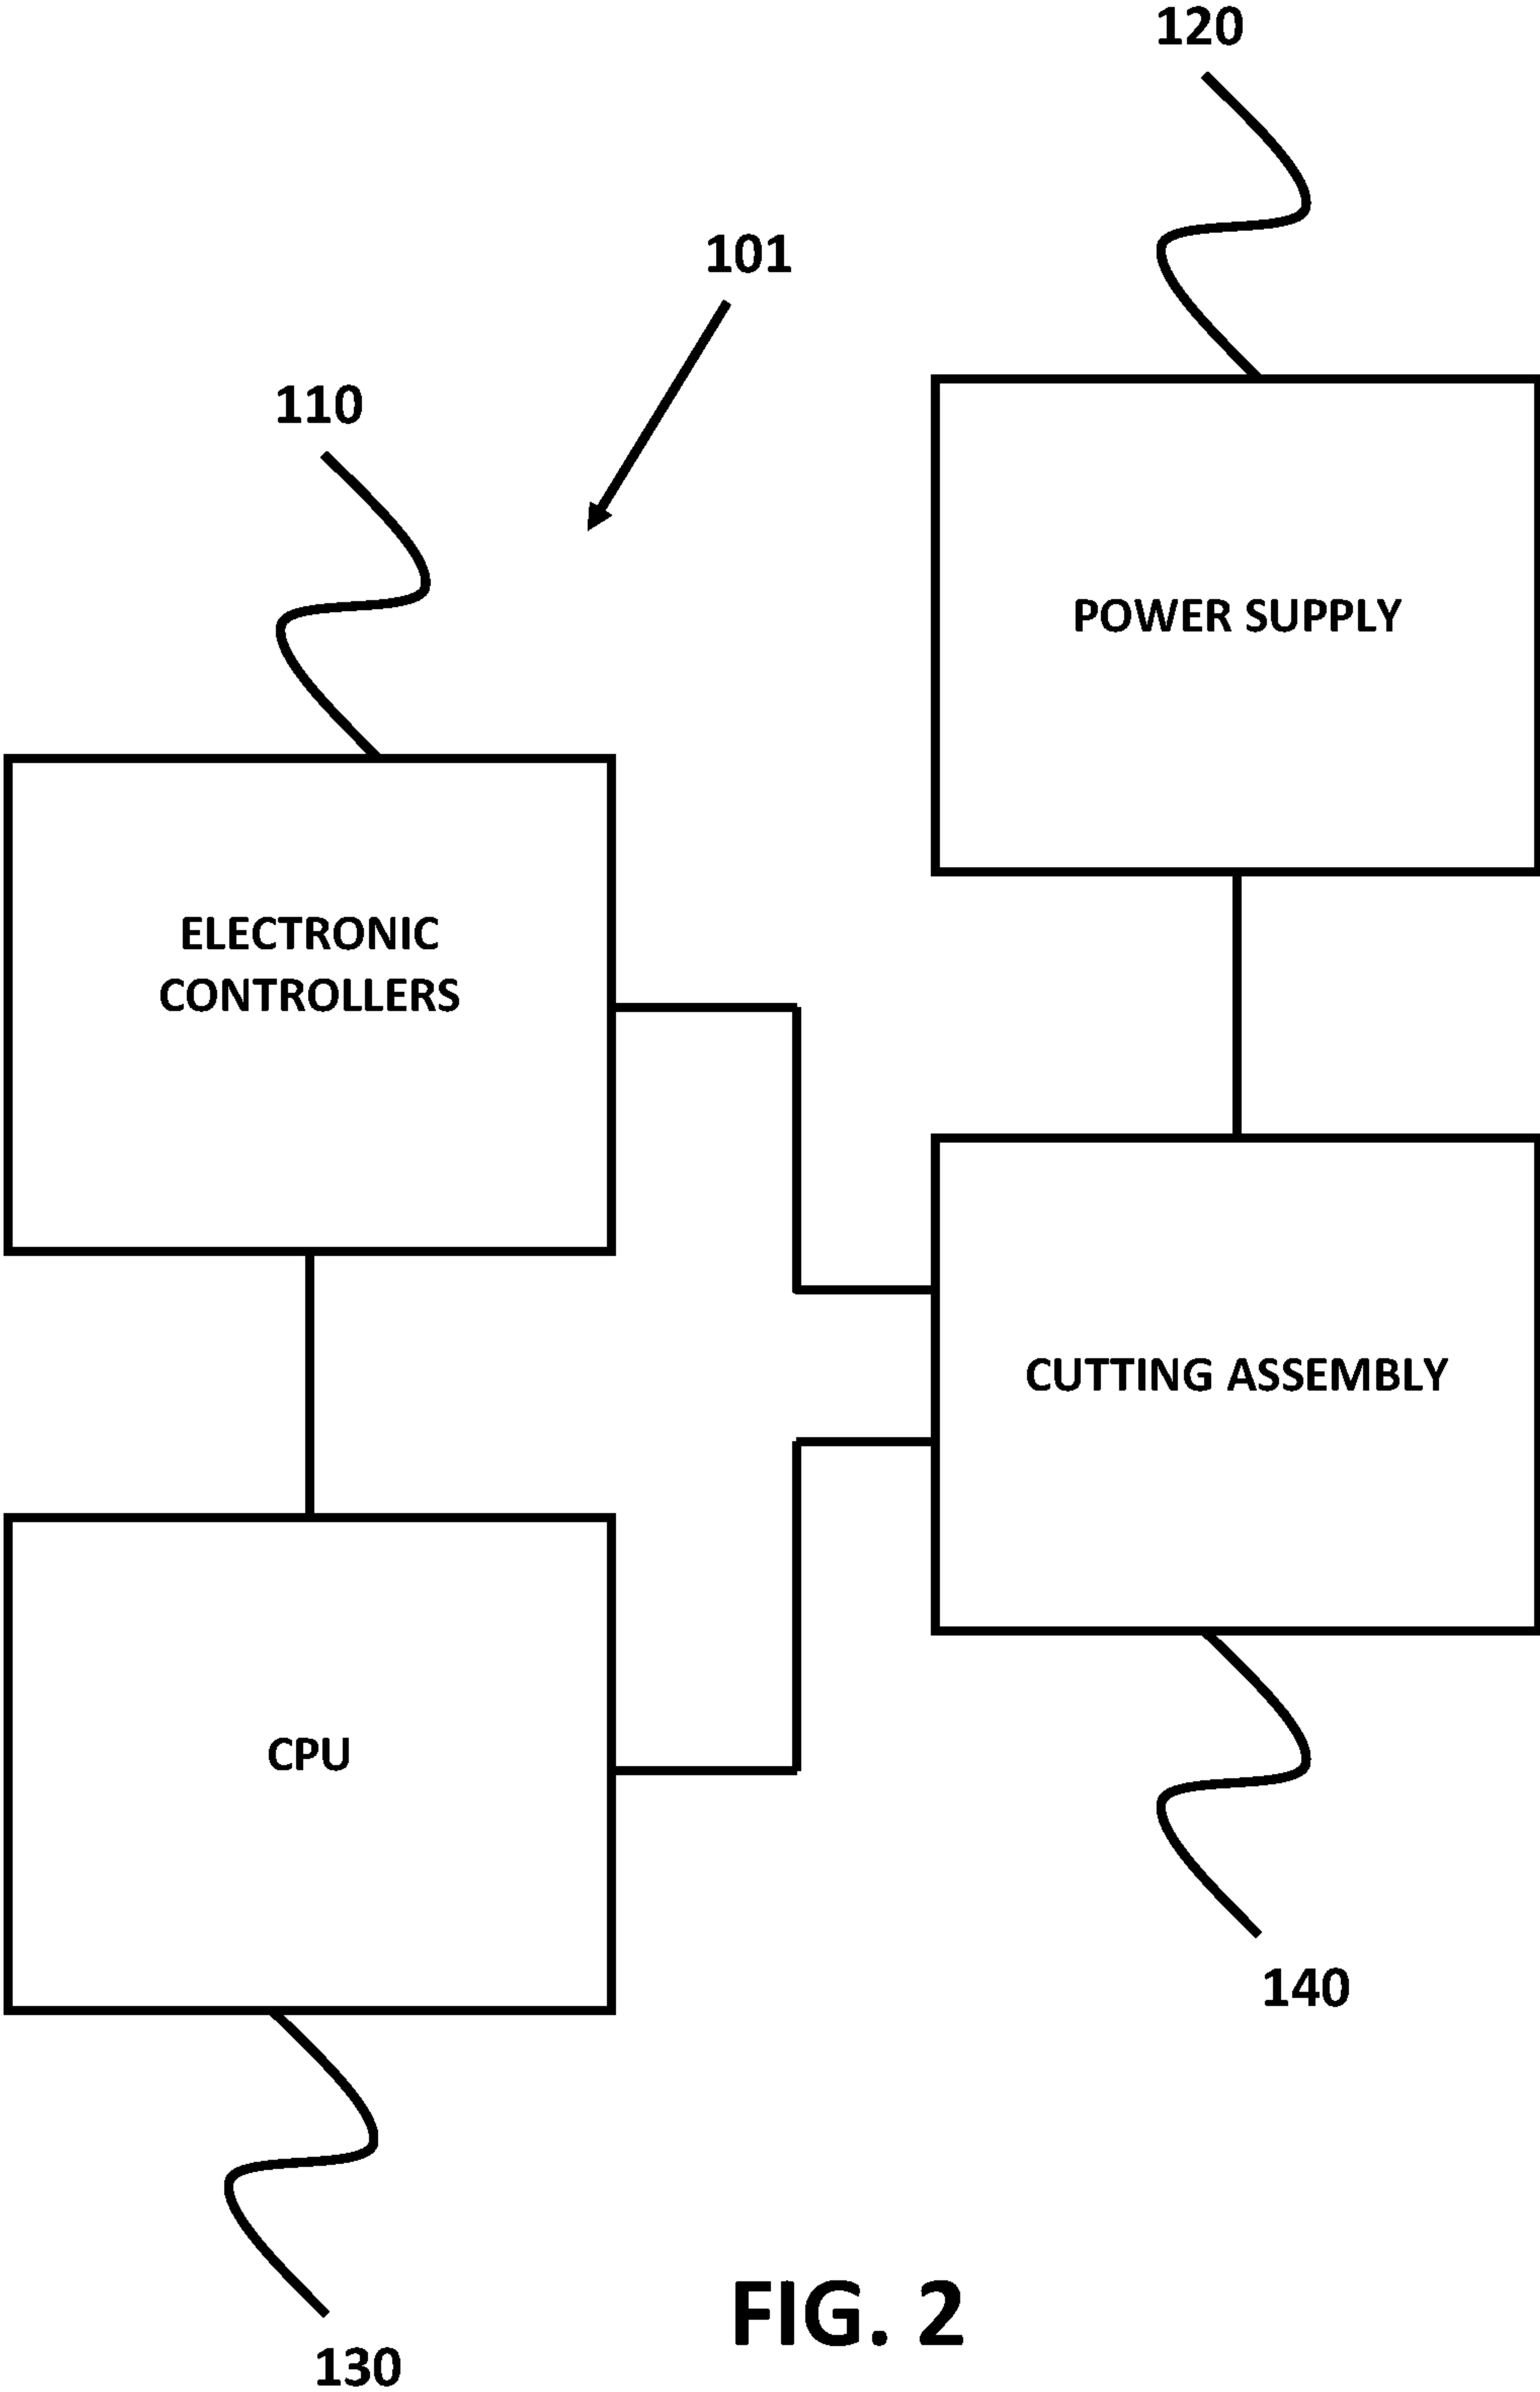 120
101
110
POWER SUPPLY
ELECTRONIC
CONTROLLERS
CUTTING ASSEMBLY
CPU
140
FIG. 2
130